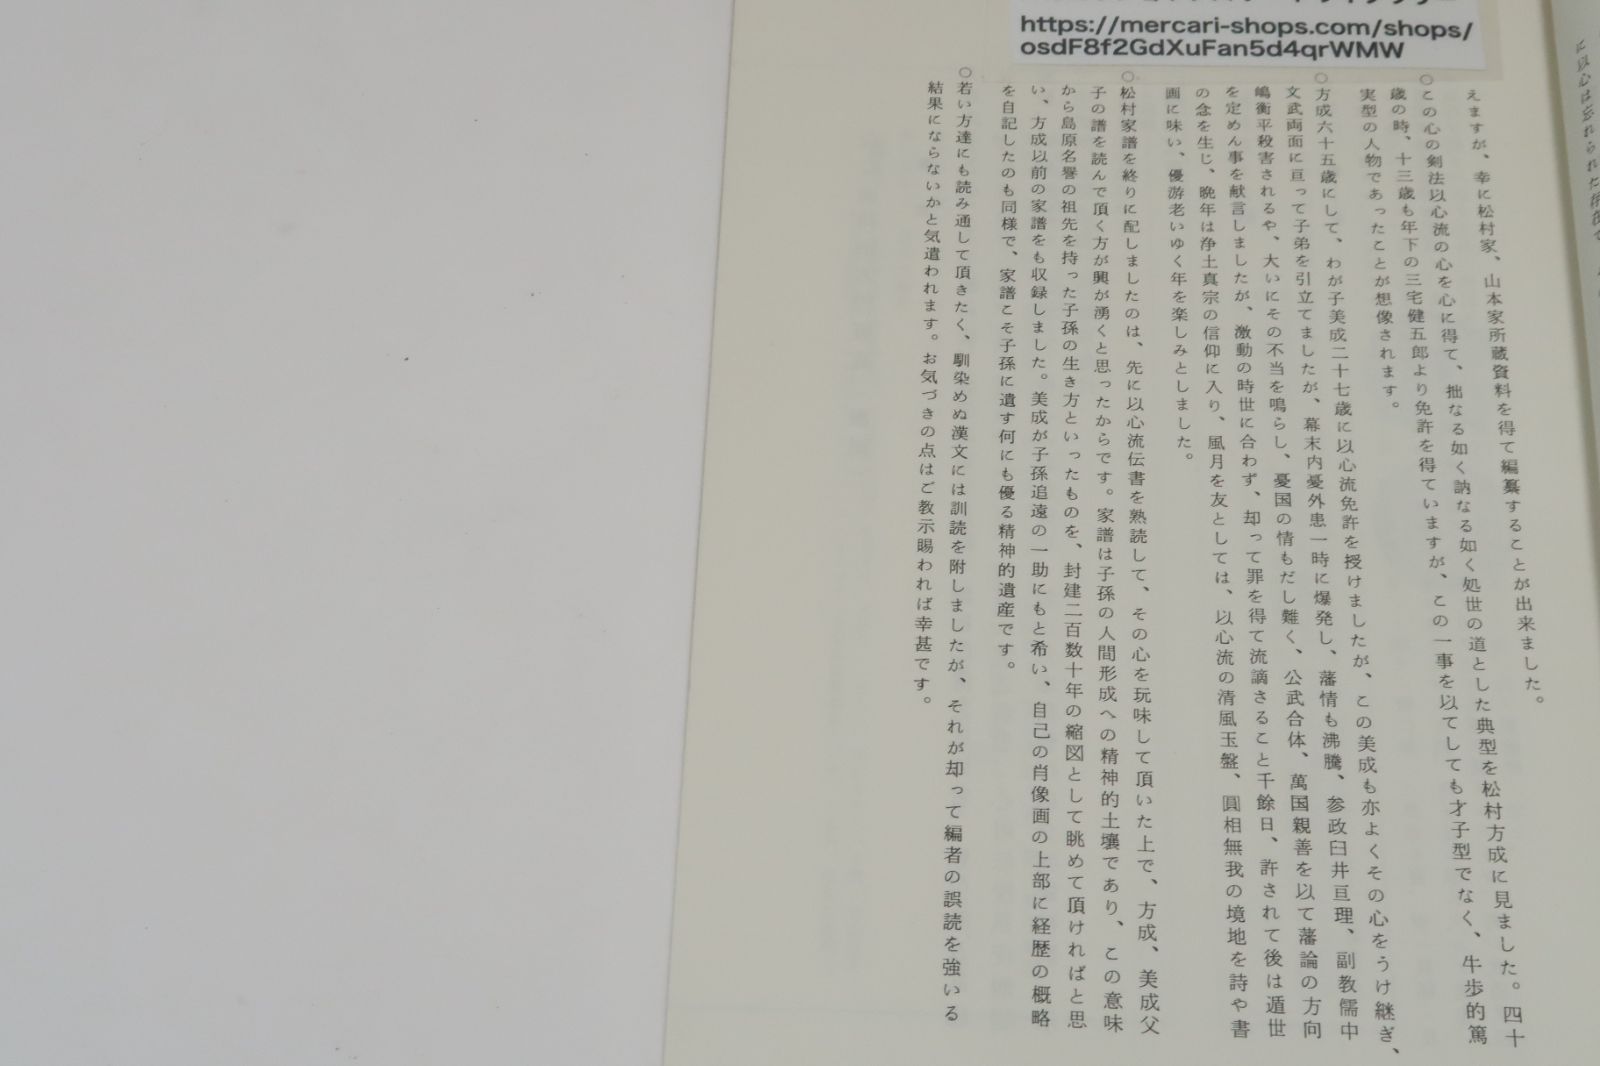 https://mercari-shops.com/shops/
osdF8f2GdXuFan5d4qrWMW
に以心は忘れられた
えますが、幸に松村家、山本家所蔵資料を得て編纂することが出来ました。
○この心の剣法以心流の心を心に得て、拙なる如く訥なる如く処世の道とした典型を松村方成に見ました。四十
歳の時、十三歳も年下の三宅健五郎より免許を得ていますが、この一事を以てしても才子型でなく、牛歩的篤
実型の人物であったことが想像されます。
○方成六十五歳にして、わが子美成二十七歳に以心流免許を授けましたが、この美成も亦よくその心をうけ継ぎ、
文武両面に亘って子弟を引立てましたが、幕末内憂外患一時に爆発し、藩情も沸騰、参政臼井亘理、副教儒中
嶋衡平殺害されるや、大いにその不当を鳴らし、憂国の情もだし難く、公武合体、萬国親善を以て藩論の方向
を定めん事を献言しましたが、激動の時世に合わず、却って罪を得て流謫さること千餘日、許されて後は遁世
の念を生じ、晩年は浄土真宗の信仰に入り、風月を友としては、以心流の清風玉盤、圓相無我の境地を詩や書
画に味い、優游老いゆく年を楽しみとしました。
○松村家譜を終りに配しましたのは、先に以心流伝書を熟読して、その心を玩味して頂いた上で、方成、美成父
子の譜を読んで頂く方が興が湧くと思ったからです。家譜は子孫の人間形成への精神的土壌であり、この意味
から島原名誉の祖先を持った子孫の生き方といったものを、封建二百数十年の縮図として眺めて頂ければと思
い、方成以前の家譜をも収録しました。美成が子孫追遠の一助にもと希い、自己の肖像画の上部に経歴の概略
を自記したのも同様で、家譜こそ子孫に遺す何にも優る精神的遺産です。
○若い方達にも読み通して頂きたく、馴染めぬ漢文には訓読を附しましたが、それが却って編者の誤読を強いる
結果にならないかと気遣われます。お気づきの点はご教示賜われば幸甚です。